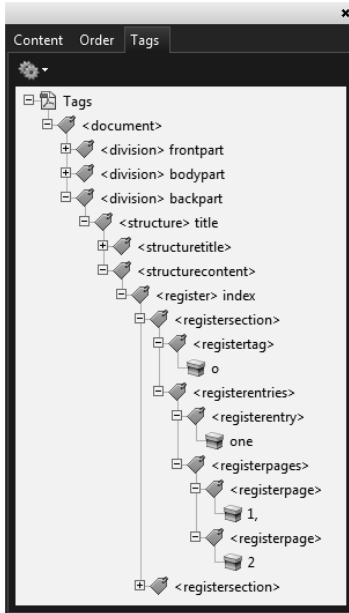 Content Order Tags
Tags
<document>
<division> frontpart
<division> bodypart
<division> backpart
<structure> title
<structuretitle>
<structurecontent>
<register> index
<registersection>
<registertag>
o
<registerentries>
<registerentry>
one
<registerpages>
<registerpage>
1,
<registerpage>
2
<registersection>